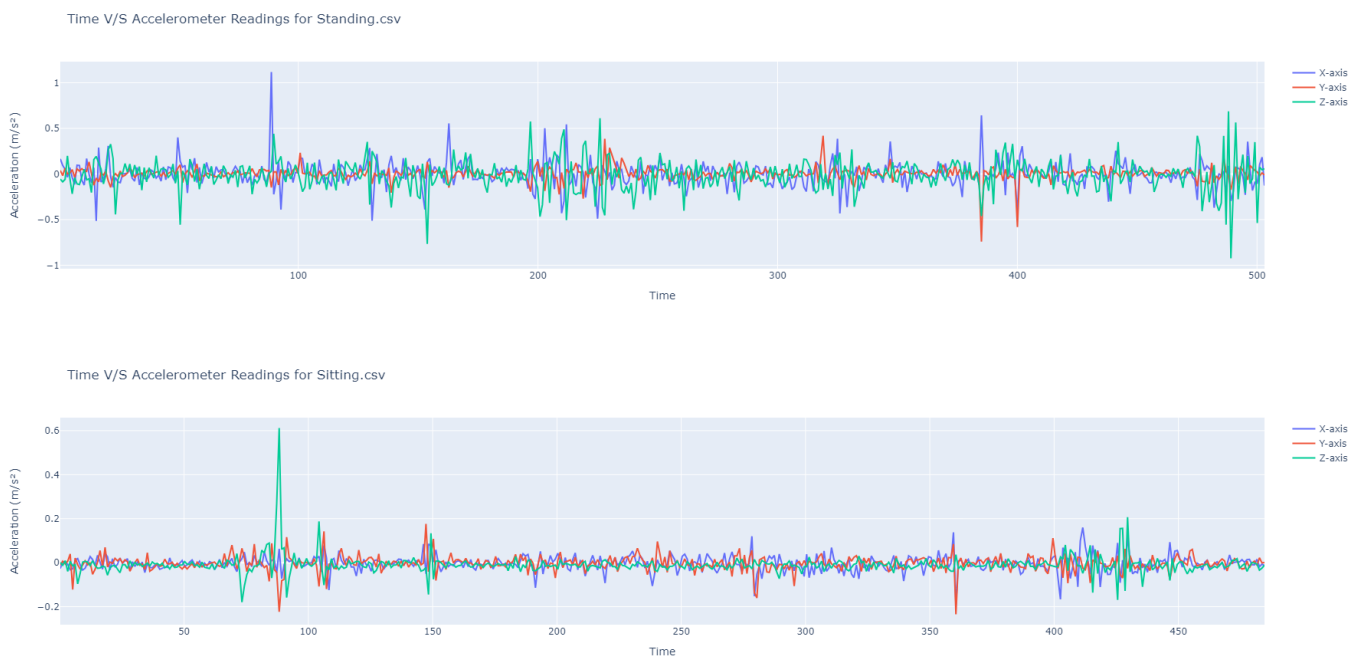 Time V/S Accelerometer Readings for Standing.csv
X-axis
Y-axis
Z-axis
1
0.5
0
−0.5
−1
Acceleration (m/s²)
100 200 300 400 500
Time
Time V/S Accelerometer Readings for Sitting.csv
X-axis
Y-axis
Z-axis
0.6
0.4
0.2
0
−0.2
Acceleration (m/s²)
50 100 150 200 250 300 350 400 450
Time